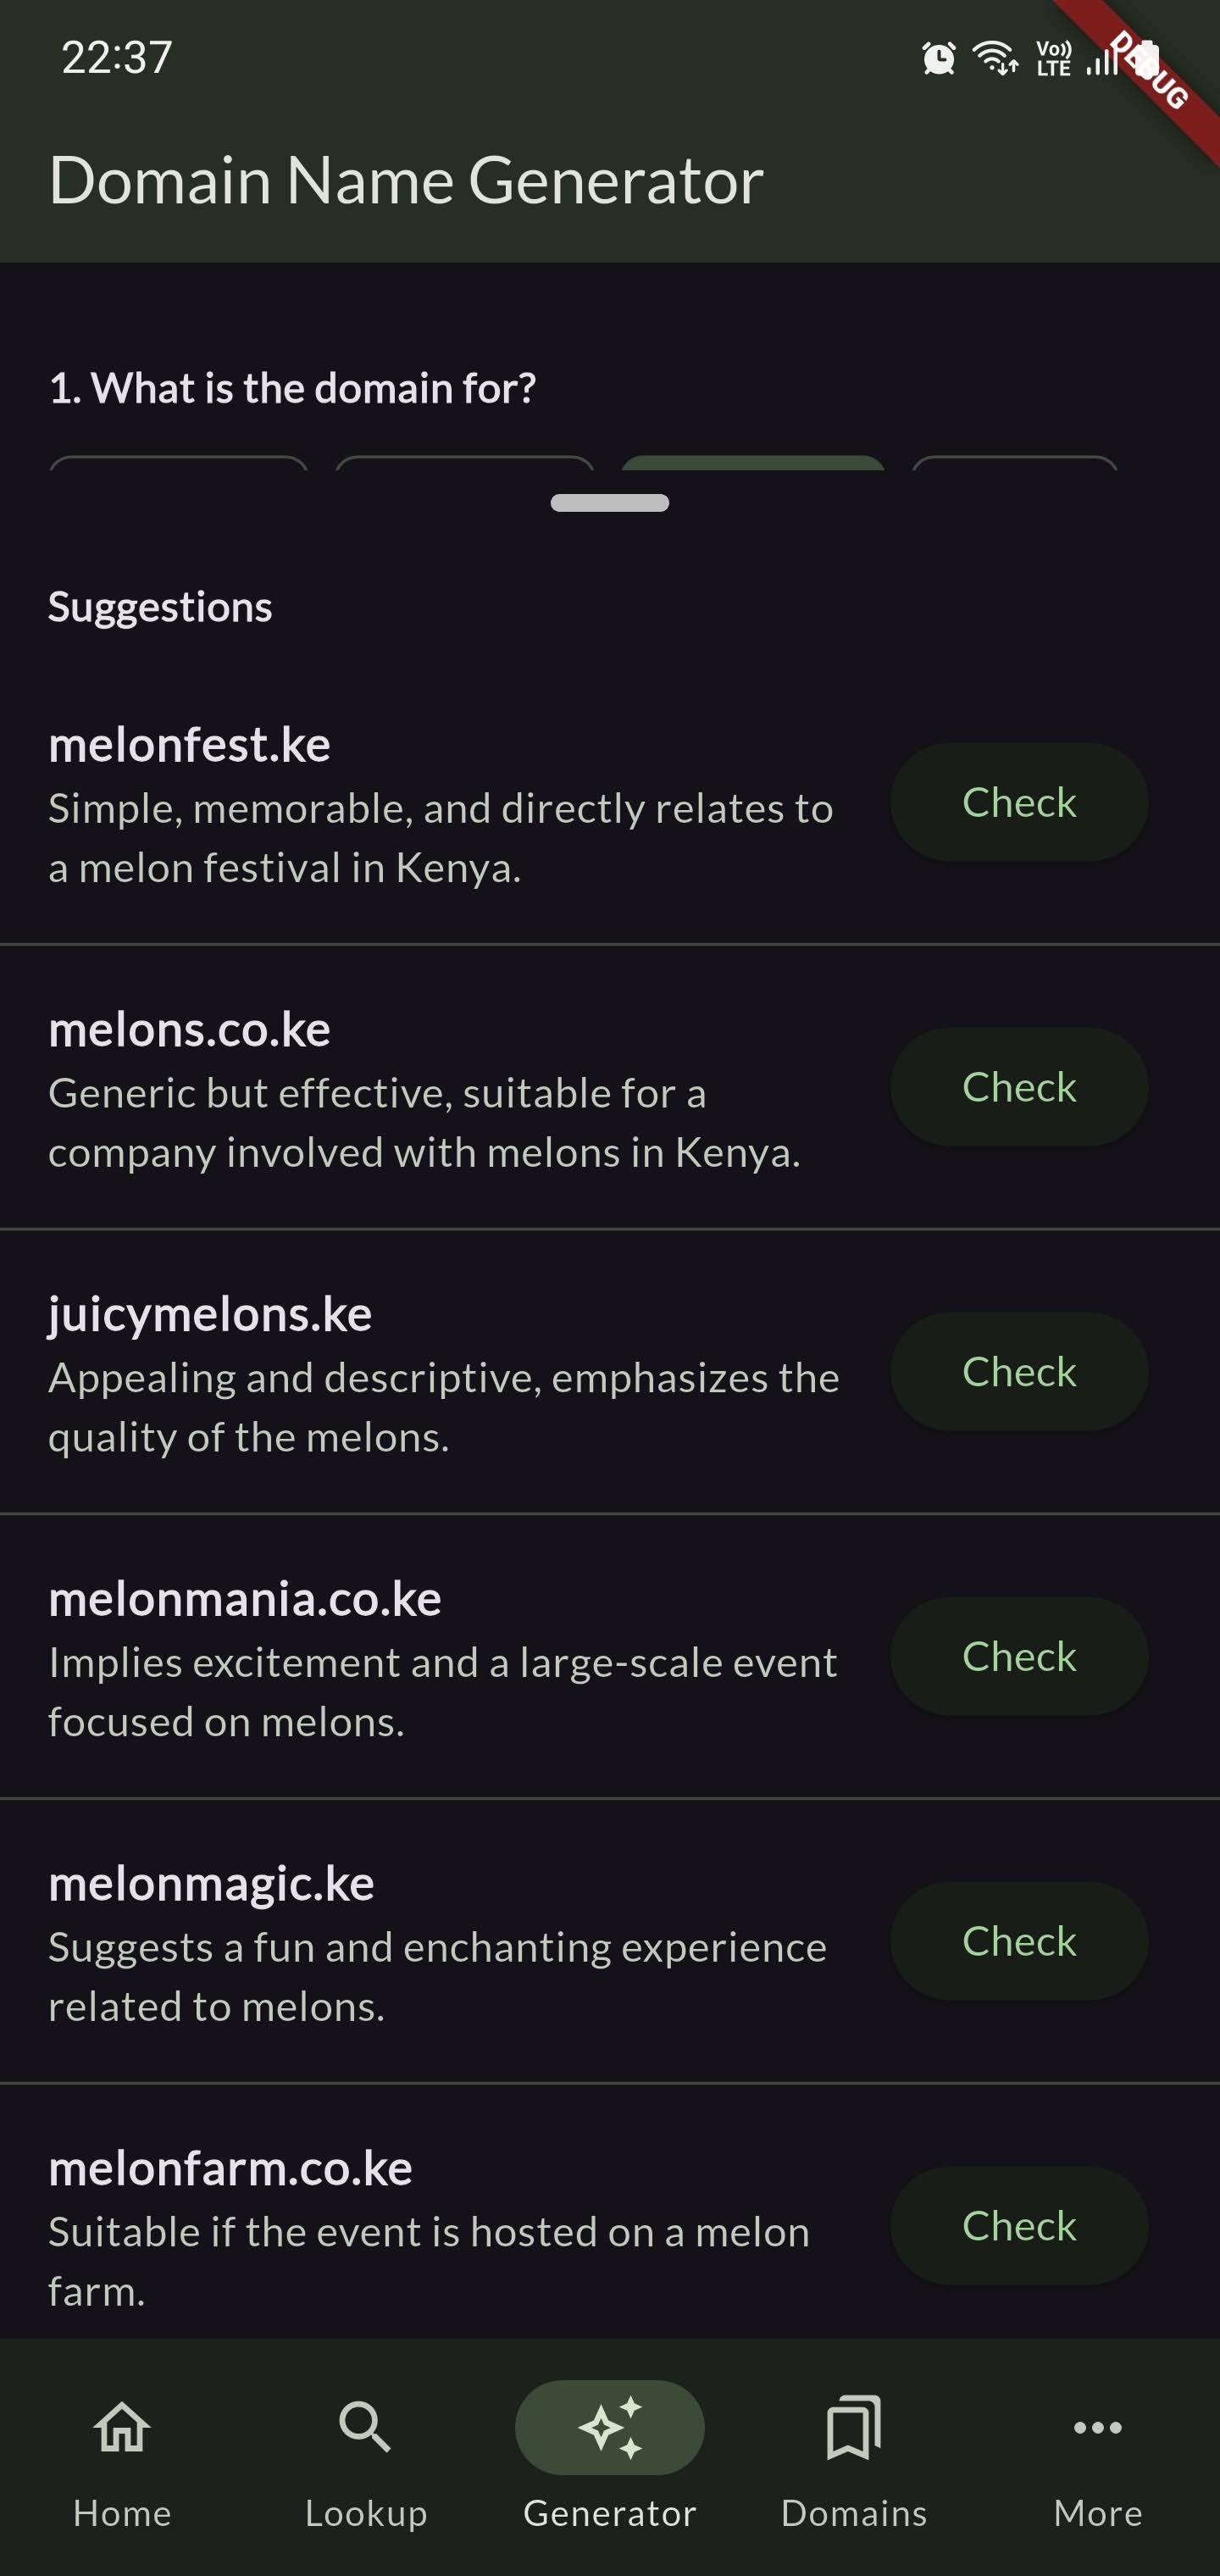 22:37
Vo))
LTE
DEBUG
Domain Name Generator
1. What is the domain for?
Suggestions
melonfest.ke
Simple, memorable, and directly relates to
a melon festival in Kenya.
Check
melons.co.ke
Generic but effective, suitable for a
company involved with melons in Kenya.
Check
juicymelons.ke
Appealing and descriptive, emphasizes the
quality of the melons.
Check
melonmania.co.ke
Implies excitement and a large-scale event
focused on melons.
Check
melonmagic.ke
Suggests a fun and enchanting experience
related to melons.
Check
melonfarm.co.ke
Suitable if the event is hosted on a melon
farm.
Check
Home
Lookup
Generator
Domains
More